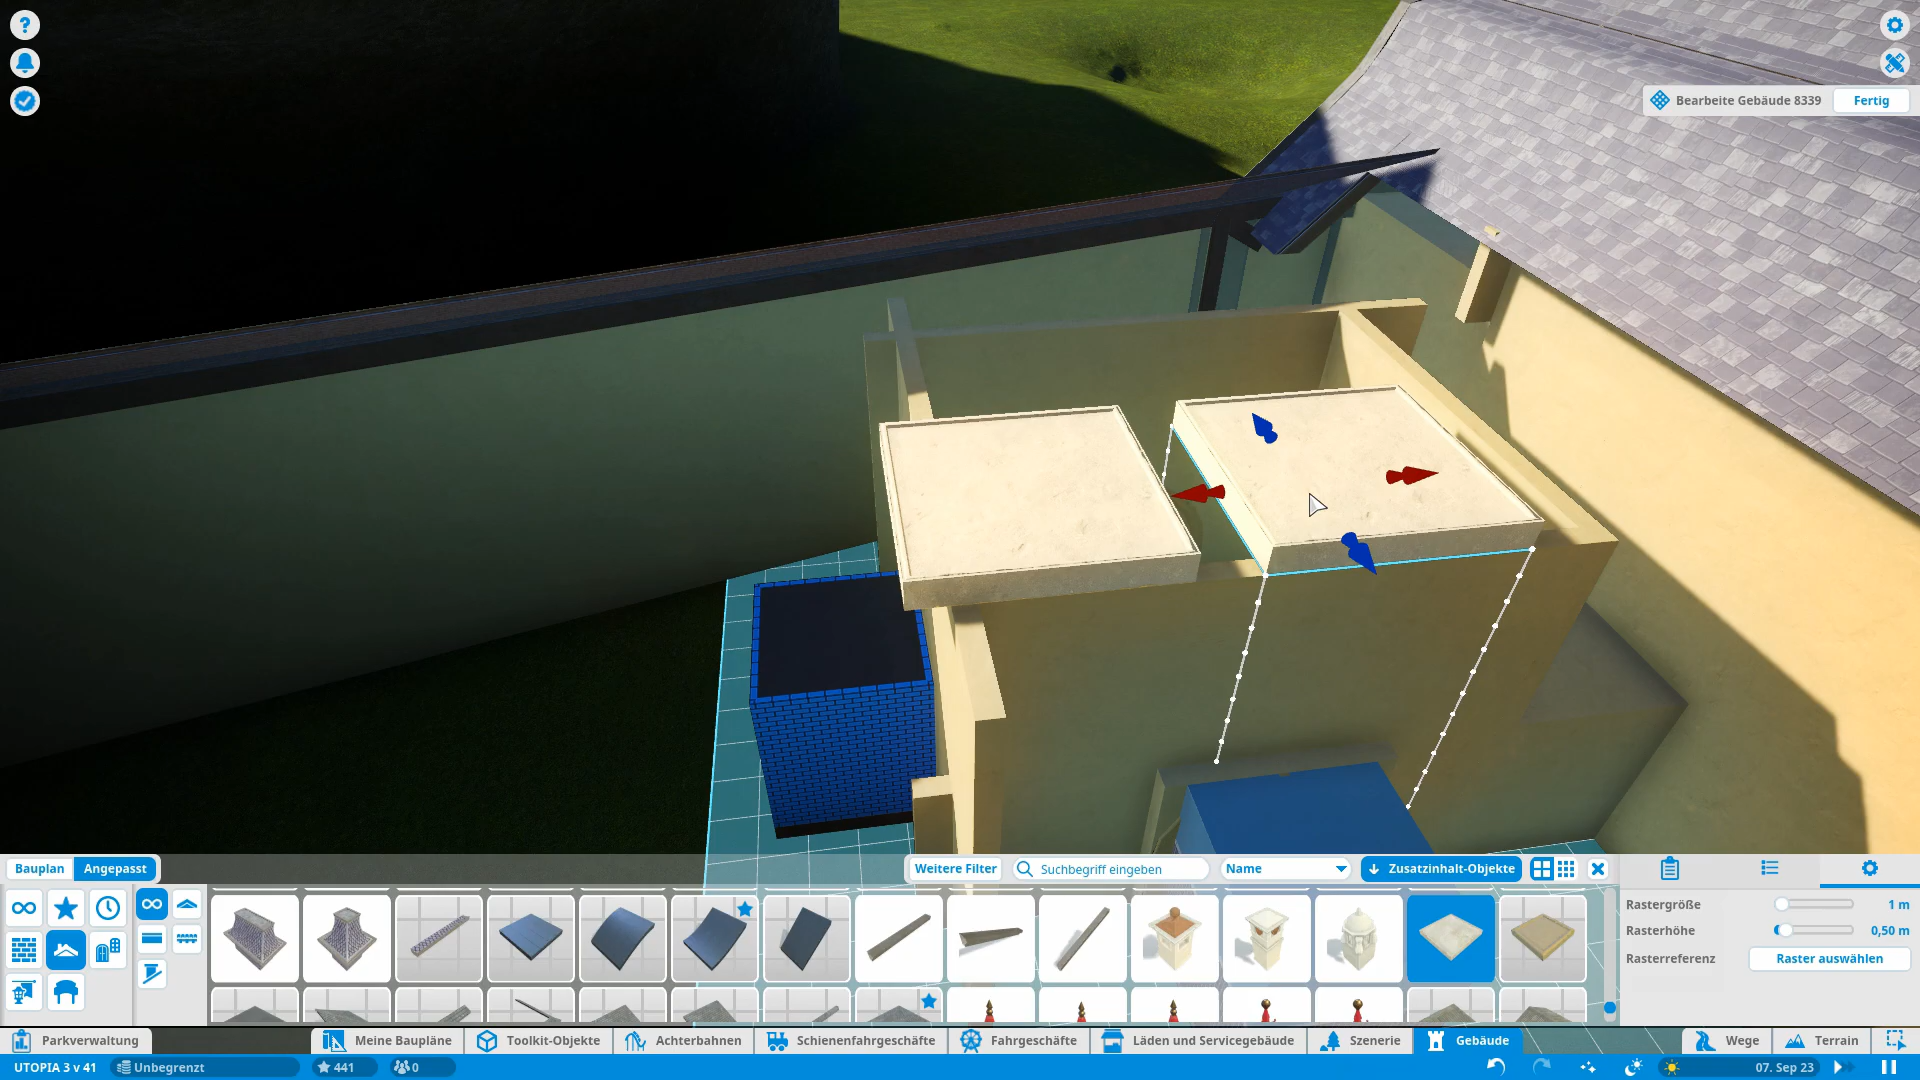 ?
Bearbeite Gebäude 8339
Fertig
Bauplan
Angepasst
Weitere Filter
Suchbegriff eingeben
Name
Zusatzinhalt-Objekte
Rastergröße
1 m
Rasterhöhe
0,50 m
Rasterreferenz
Raster auswählen
Parkverwaltung
Meine Baupläne
Toolkit-Objekte
Achterbahnen
Schienenfahrgeschäfte
Fahrgeschäfte
Läden und Servicegebäude
Szenerie
Gebäude
Wege
Terrain
UTOPIA 3 v 41
Unbegrenzt
441
0
07. Sep 23